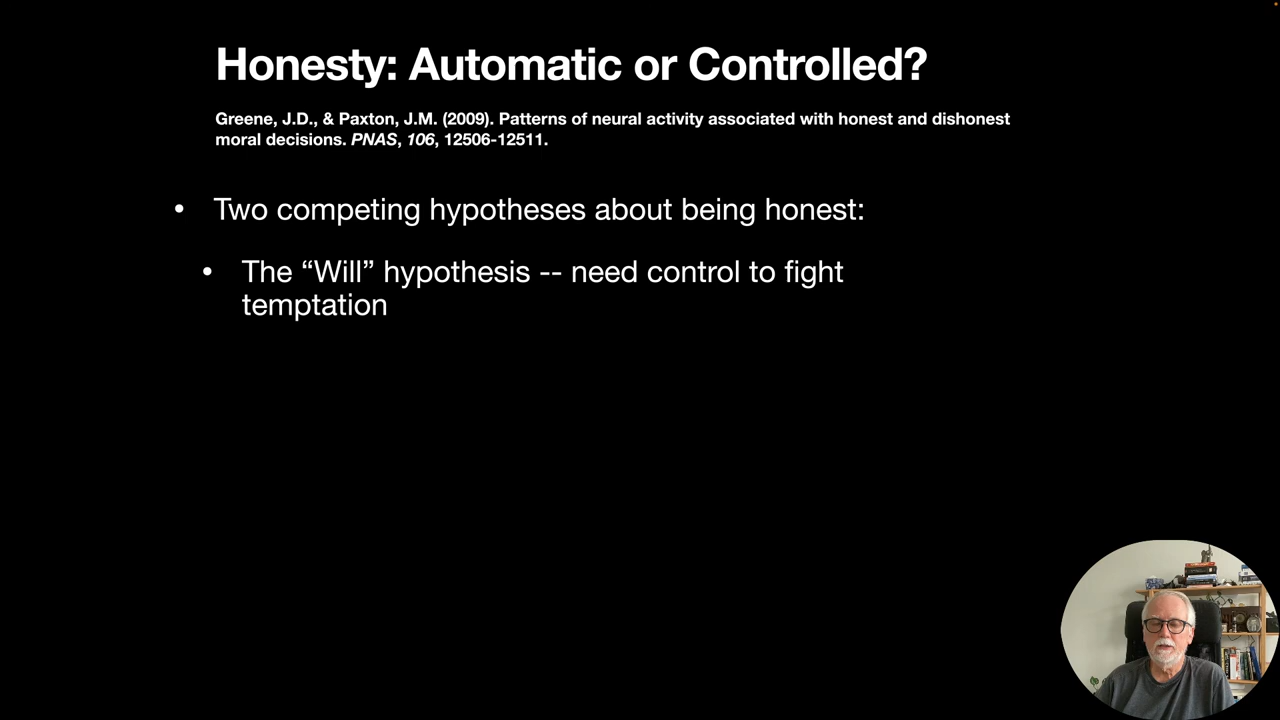 Honesty: Automatic or Controlled?
Greene, J.D., & Paxton, J.M. (2009). Patterns of neural activity associated with honest and dishonest
moral decisions. PNAS, 106, 12506-12511.
• Two competing hypotheses about being honest:
• The “Will” hypothesis -- need control to fight
temptation